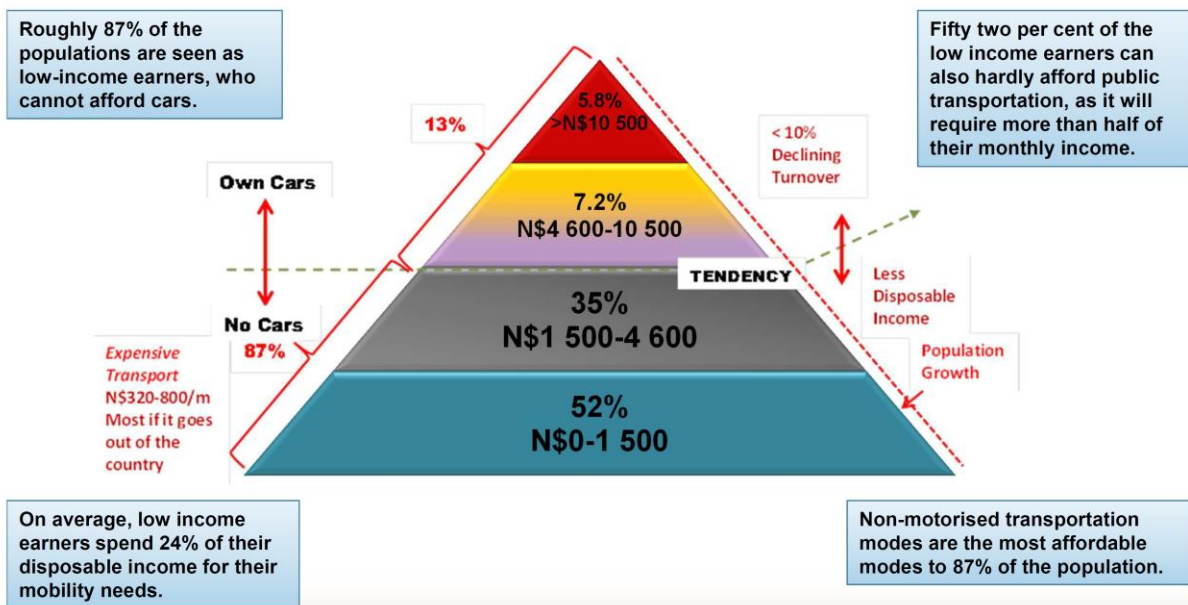 Roughly 87% of the
populations are seen as
low-income earners, who
cannot afford cars.
Fifty two per cent of the
low income earners can
also hardly afford public
transportation, as it will
require more than half of
their monthly income.
13%
5.8%
>N$10 500
< 10%
Declining
Turnover
Own Cars
7.2%
N$4 600-10 500
TENDENCY
Less
Disposable
Income
No Cars
87%
35%
N$1 500-4 600
Expensive
Transport
N$320-800/m
Most if it goes
out of the
country
Population
Growth
52%
N$0-1 500
On average, low income
earners spend 24% of their
disposable income for their
mobility needs.
Non-motorised transportation
modes are the most affordable
modes to 87% of the population.